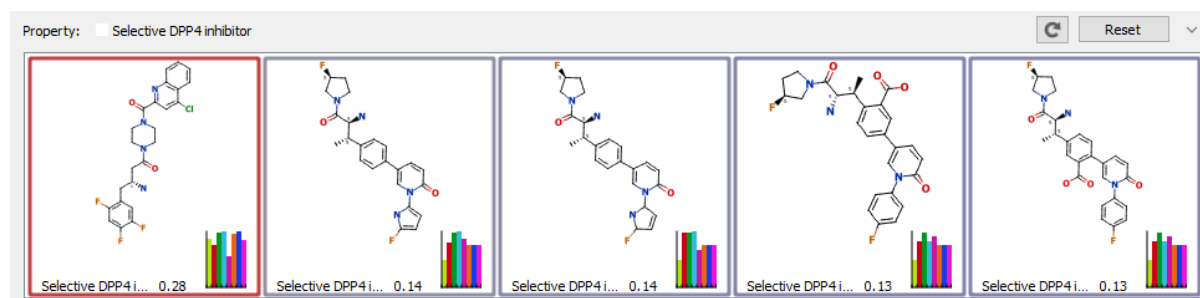 Property: Selective DPP4 inhibitor Reset
N
Cl
O
N
N
O
N
F
F
F
Selective DPP4 i... 0.28
F
N
O
N
O
N
N
F
Selective DPP4 i... 0.14
F
N
O
N
O
N
N
F
Selective DPP4 i... 0.14
O
O
N
O
F
N
N
O
F
Selective DPP4 i... 0.13
F
N
N
O
O
O
O
N
F
Selective DPP4 i... 0.13